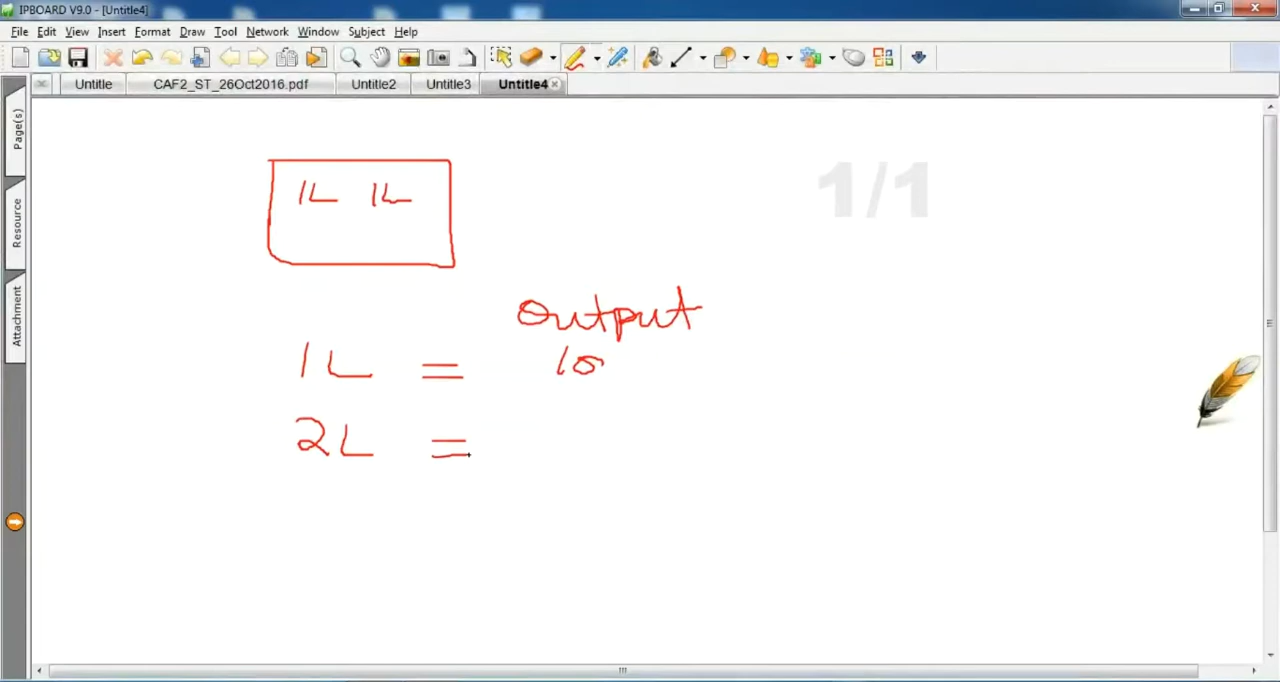 IPBOARD V9.0 - [Untitle4]
File Edit View Insert Format Draw Tool Network Window Subject Help
Untitle CAF2_ST_26Oct2016.pdf Untitle2 Untitle3 Untitle4
Page(s)
Resource
Attachment
1/1
1L 1L
Output
1L = 10
2L =